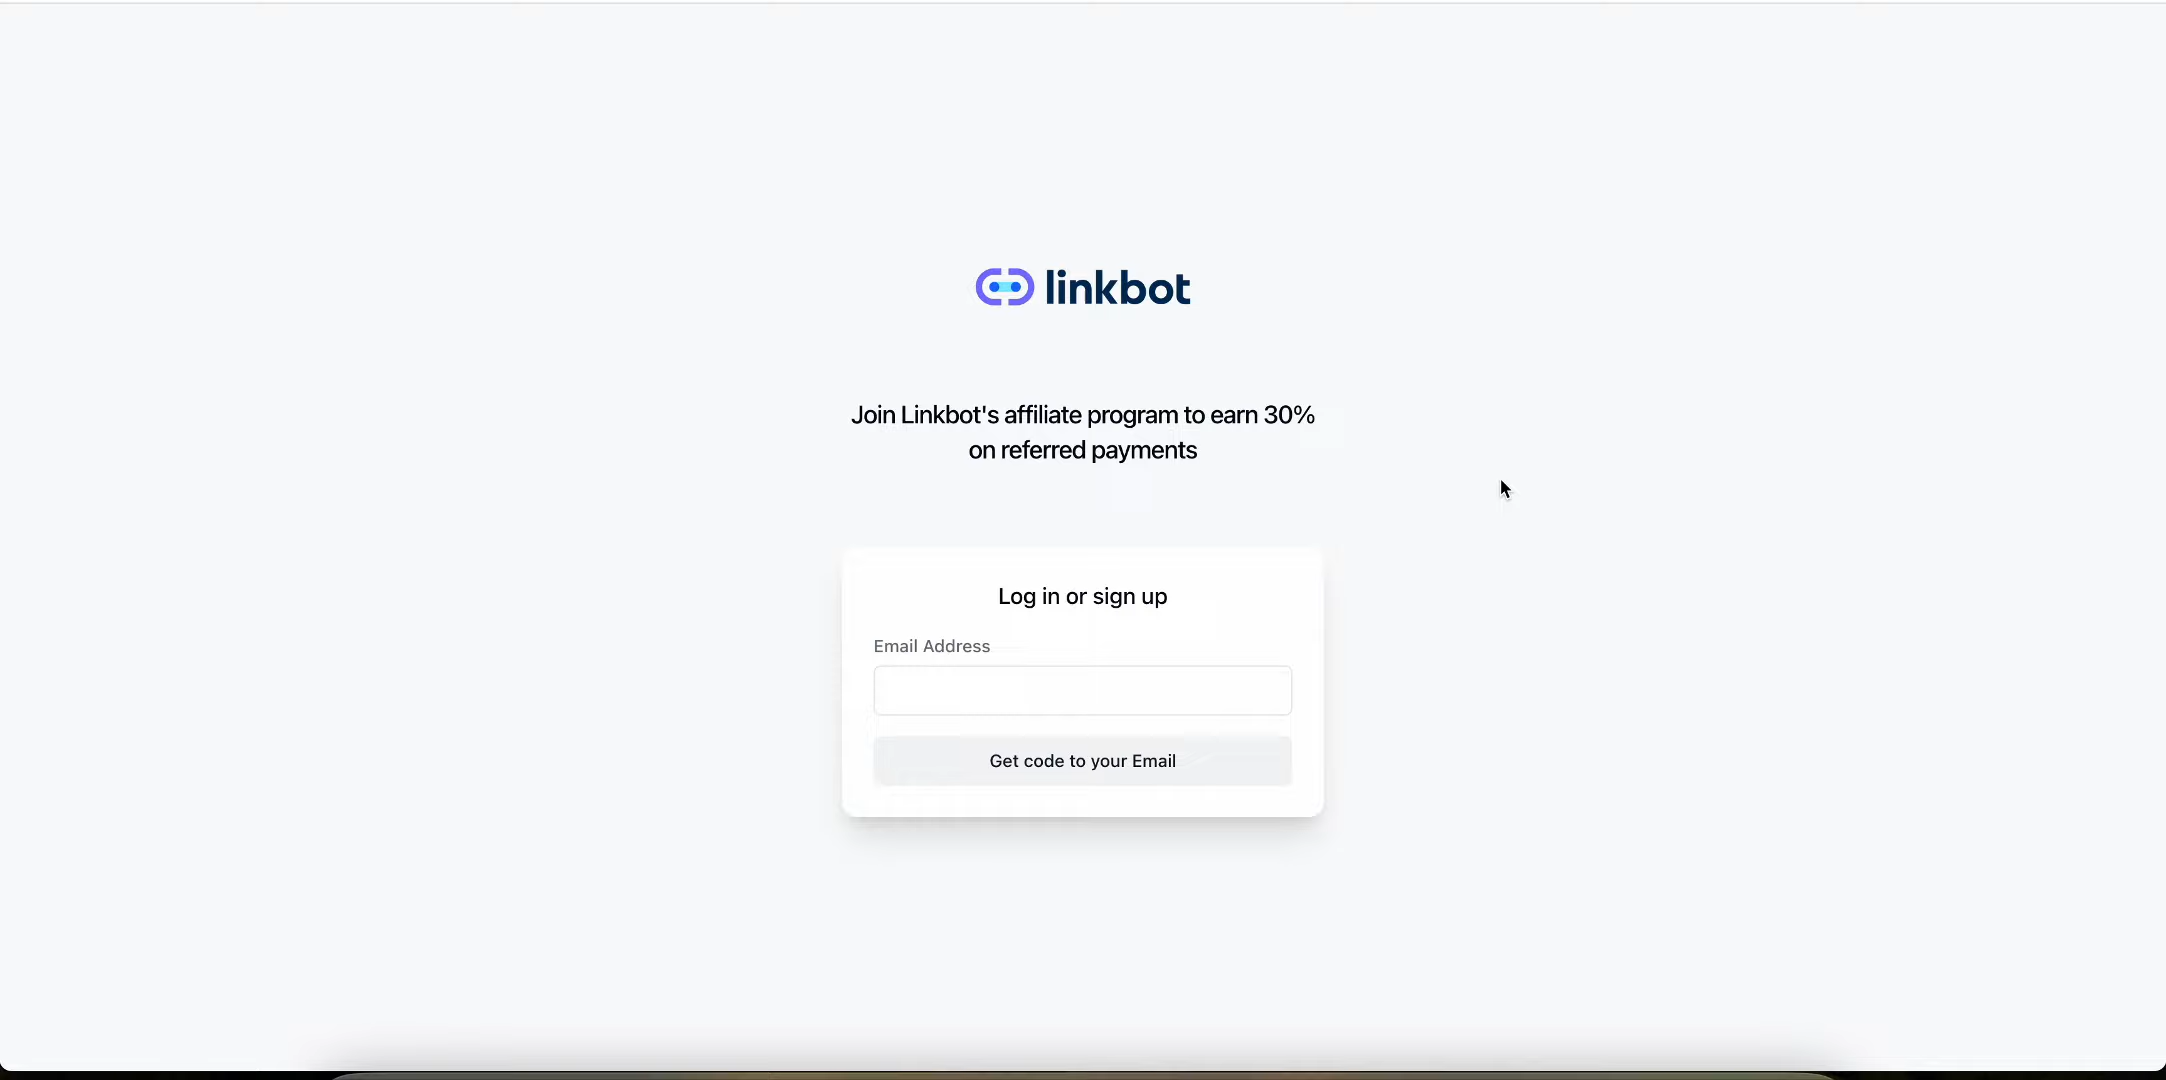 linkbot
Join Linkbot's affiliate program to earn 30%
on referred payments
Log in or sign up
Email Address
Get code to your Email